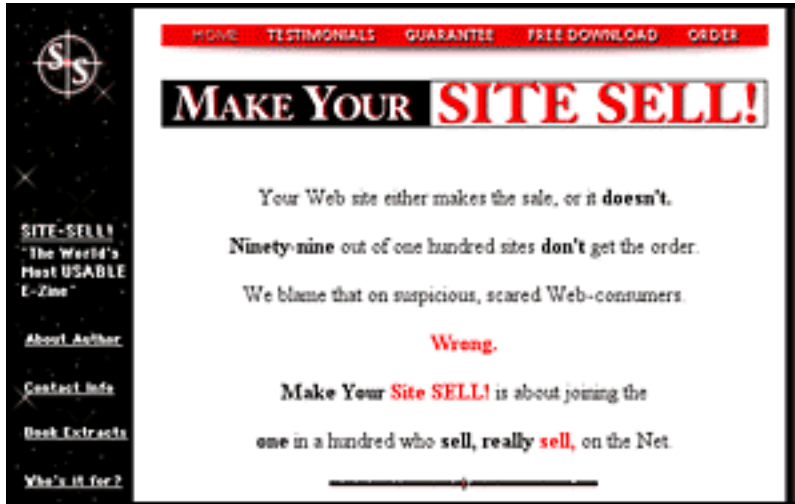 HOME TESTIMONIALS GUARANTEE FREE DOWNLOAD ORDER
SS
MAKE YOUR SITE SELL!
Your Web site either makes the sale, or it doesn't.
Ninety-nine out of one hundred sites don't get the order.
We blame that on suspicious, scared Web-consumers.
Wrong.
Make Your Site SELL! is about joining the
one in a hundred who sell, really sell, on the Net.
SITE-SELL!
"The World's
Most USABLE
E-Zine"
About Author
Contact Info
Book Extracts
Who's it for?